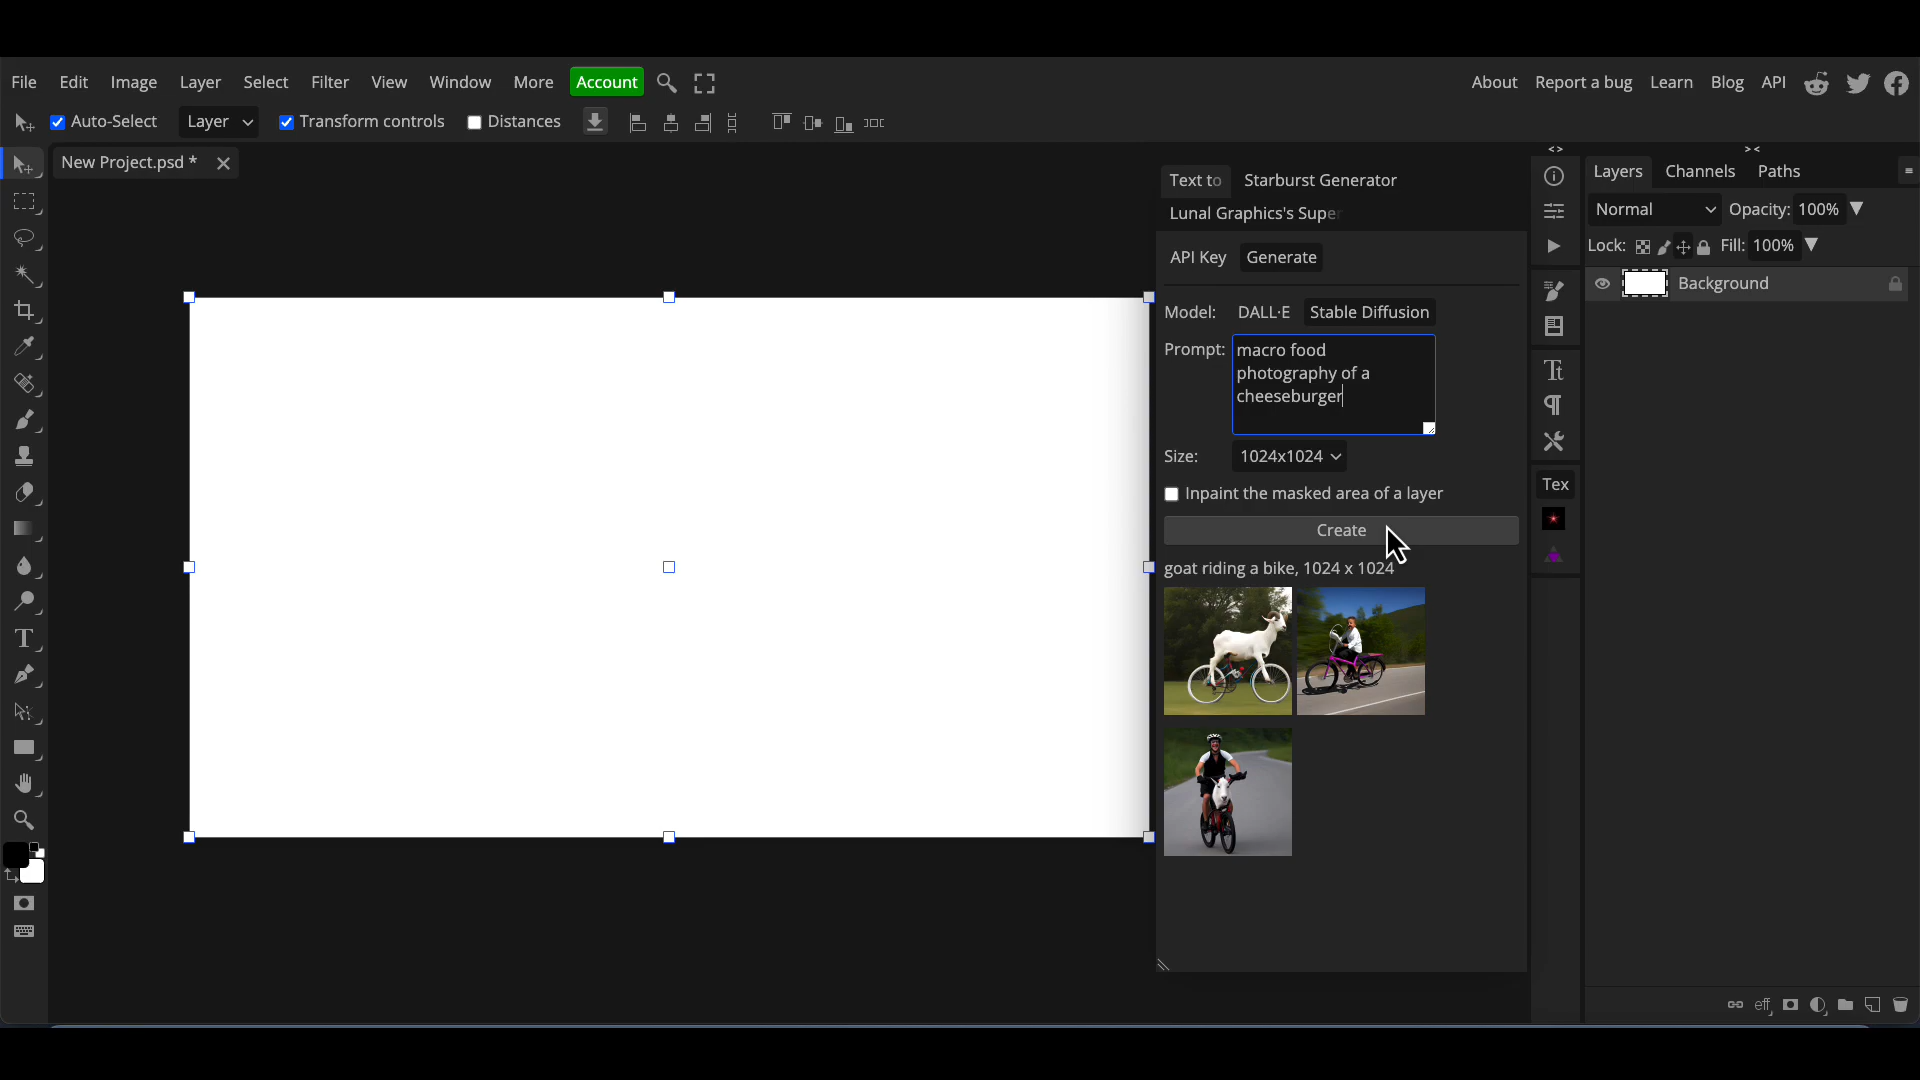 File Edit Image Layer Select Filter View Window More Account
About Report a bug Learn Blog API
Auto-Select Layer Transform controls Distances
New Project.psd *
Text to Starburst Generator
Lunal Graphics's Super
API Key Generate
Model: DALL·E Stable Diffusion
Prompt: macro food
photography of a
cheeseburger
Size: 1024x1024
Inpaint the masked area of a layer
Create
goat riding a bike, 1024 x 1024
Tex
Layers Channels Paths
Normal Opacity: 100%
Lock: Fill: 100%
Background
eff